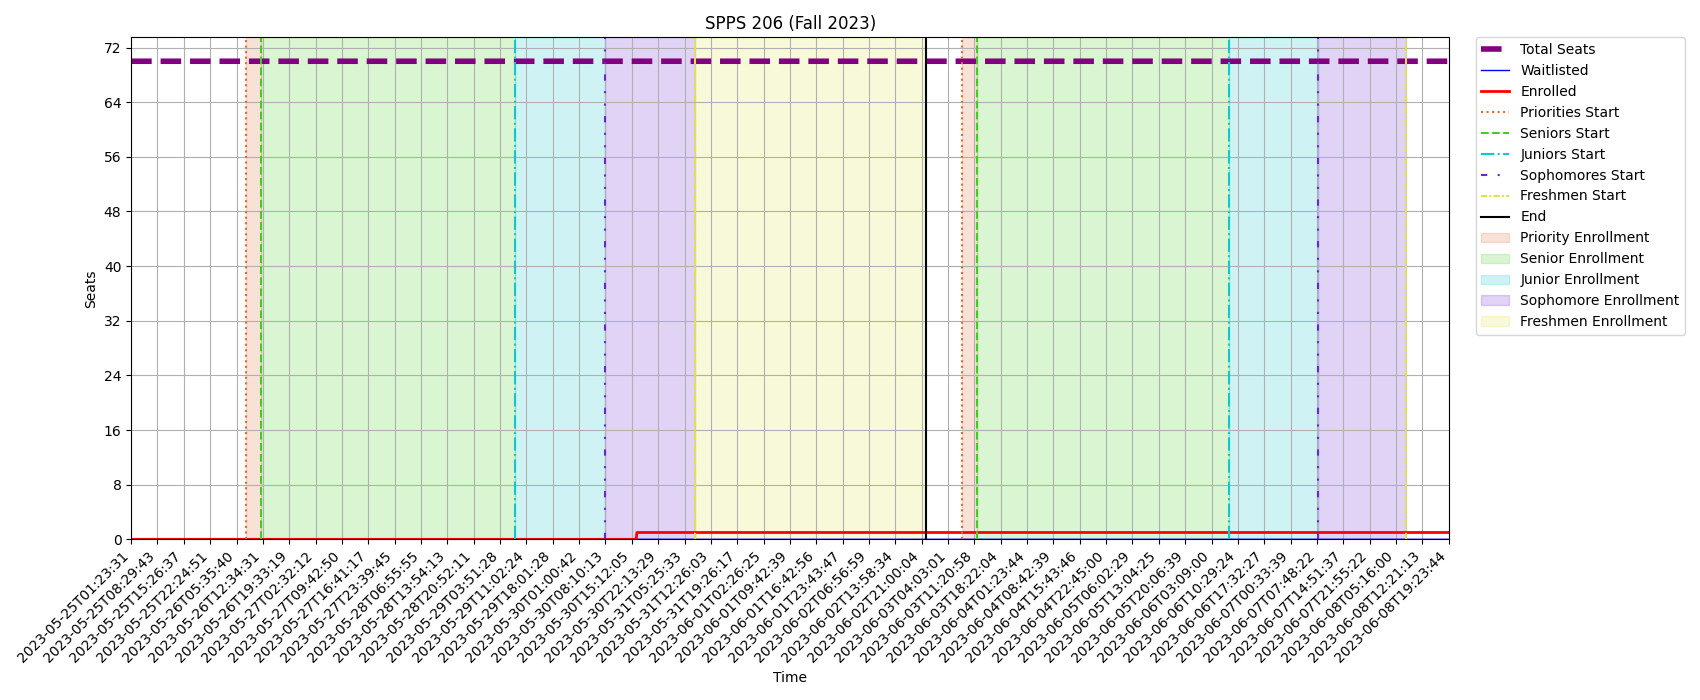 SPPS 206 (Fall 2023)
72
64
56
48
40
32
24
16
8
0
Seats
2023-05-25T01:23:31
2023-05-25T08:29:43
2023-05-25T15:26:37
2023-05-25T22:24:51
2023-05-26T05:35:40
2023-05-26T12:34:31
2023-05-26T19:33:19
2023-05-27T02:32:12
2023-05-27T09:42:50
2023-05-27T16:41:17
2023-05-27T23:39:45
2023-05-28T06:55:55
2023-05-28T13:54:13
2023-05-28T20:52:11
2023-05-29T03:51:28
2023-05-29T11:02:24
2023-05-29T18:01:28
2023-05-30T01:00:42
2023-05-30T08:10:13
2023-05-30T15:12:05
2023-05-30T22:13:29
2023-05-31T05:25:33
2023-05-31T12:26:03
2023-05-31T19:26:17
2023-06-01T02:26:25
2023-06-01T09:42:39
2023-06-01T16:42:56
2023-06-01T23:43:47
2023-06-02T06:56:59
2023-06-02T13:58:34
2023-06-02T21:00:04
2023-06-03T04:03:01
2023-06-03T11:20:58
2023-06-03T18:22:04
2023-06-04T01:23:44
2023-06-04T08:42:39
2023-06-04T15:43:46
2023-06-04T22:45:00
2023-06-05T06:02:29
2023-06-05T13:04:25
2023-06-05T20:06:39
2023-06-06T03:09:00
2023-06-06T10:29:24
2023-06-06T17:32:27
2023-06-07T00:33:39
2023-06-07T07:48:22
2023-06-07T14:51:37
2023-06-07T21:55:22
2023-06-08T05:16:00
2023-06-08T12:21:13
2023-06-08T19:23:44
Time
Total Seats
Waitlisted
Enrolled
Priorities Start
Seniors Start
Juniors Start
Sophomores Start
Freshmen Start
End
Priority Enrollment
Senior Enrollment
Junior Enrollment
Sophomore Enrollment
Freshmen Enrollment